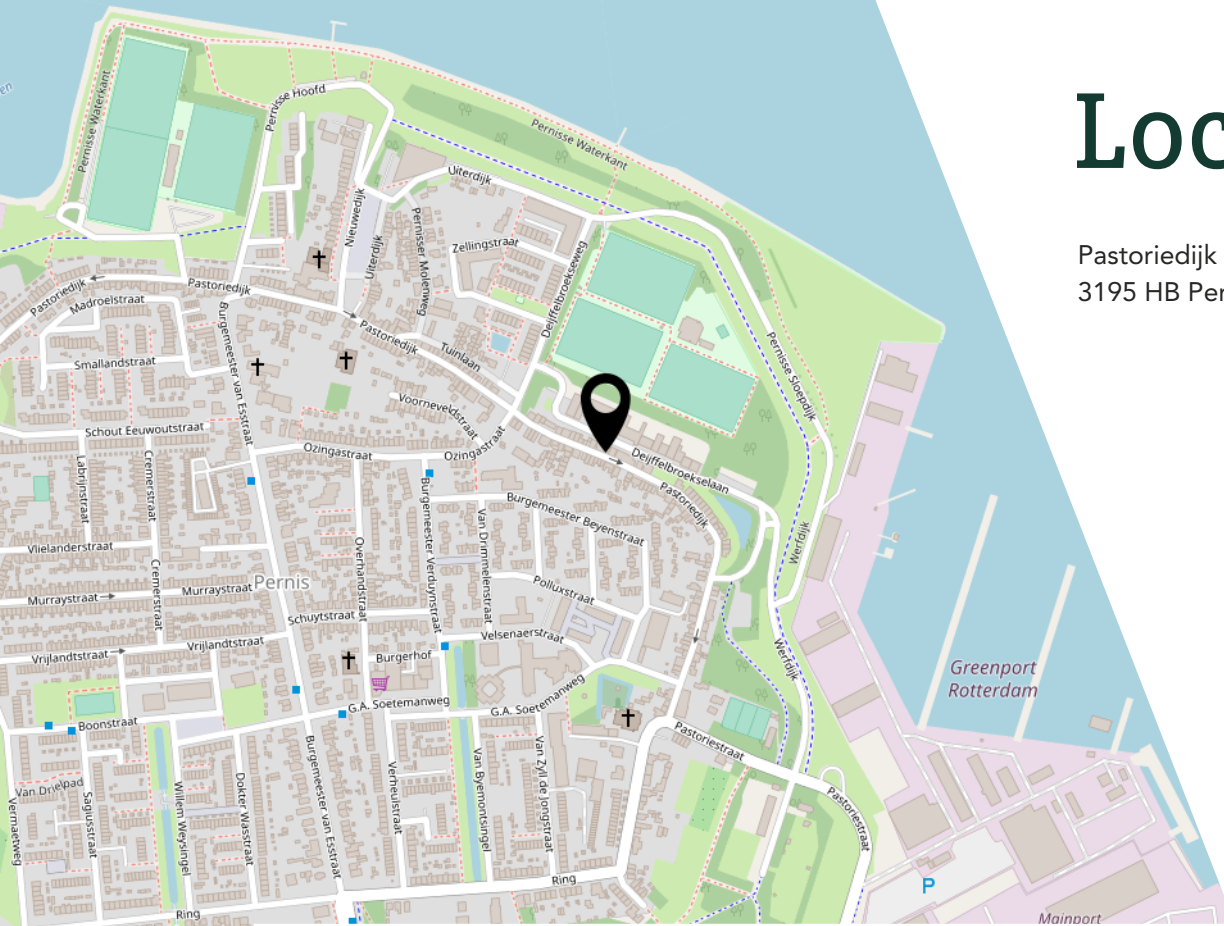 Loc
Pastoriedijk
3195 HB Per
Pernisse Waterkant
Pernisse Hoofd
Pernisse Waterkant
Uiterdijk
Nieuwedijk
Uiterdijk
Pernisser Molenweg
Zellingstraat
Deijffelbroekseweg
Pastoriedijk
Pastoriedijk
Madroelstraat
Pastoriedijk
Tuinlaan
Pernisse Sloepdijk
Burgemeester van Esstraat
Smallandstraat
Voorneveldstraat
Schout Eeuwoutstraat
Ozingastraat
Ozingastraat
Deijffelbroekselaan
Pastoriedijk
Labrijnstraat
Cremerstraat
Burgemeester Beyenstraat
Burgemeester Verduynstraat
Van Drimmelenstraat
Overhandstraat
Werfdijk
Vlielanderstraat
Cremerstraat
Pernis
Murraystraat
Murraystraat
Polluxstraat
Schuytstraat
Velsenaerstraat
Vrijlandtstraat
Vrijlandtstraat
Burgerhof
Werfdijk
Greenport
Rotterdam
G.A. Soetemanweg
G.A. Soetemanweg
Boonstraat
Pastoriestraat
Van Drielpad
Vermaetweg
Sagiusstraat
Willem Weysingel
Dokter Wasstraat
Burgemeester van Esstraat
Verheulstraat
Van Byemontsingel
Van Zyll de Jongstraat
Pastoriestraat
Ring
Ring
P
Mainport